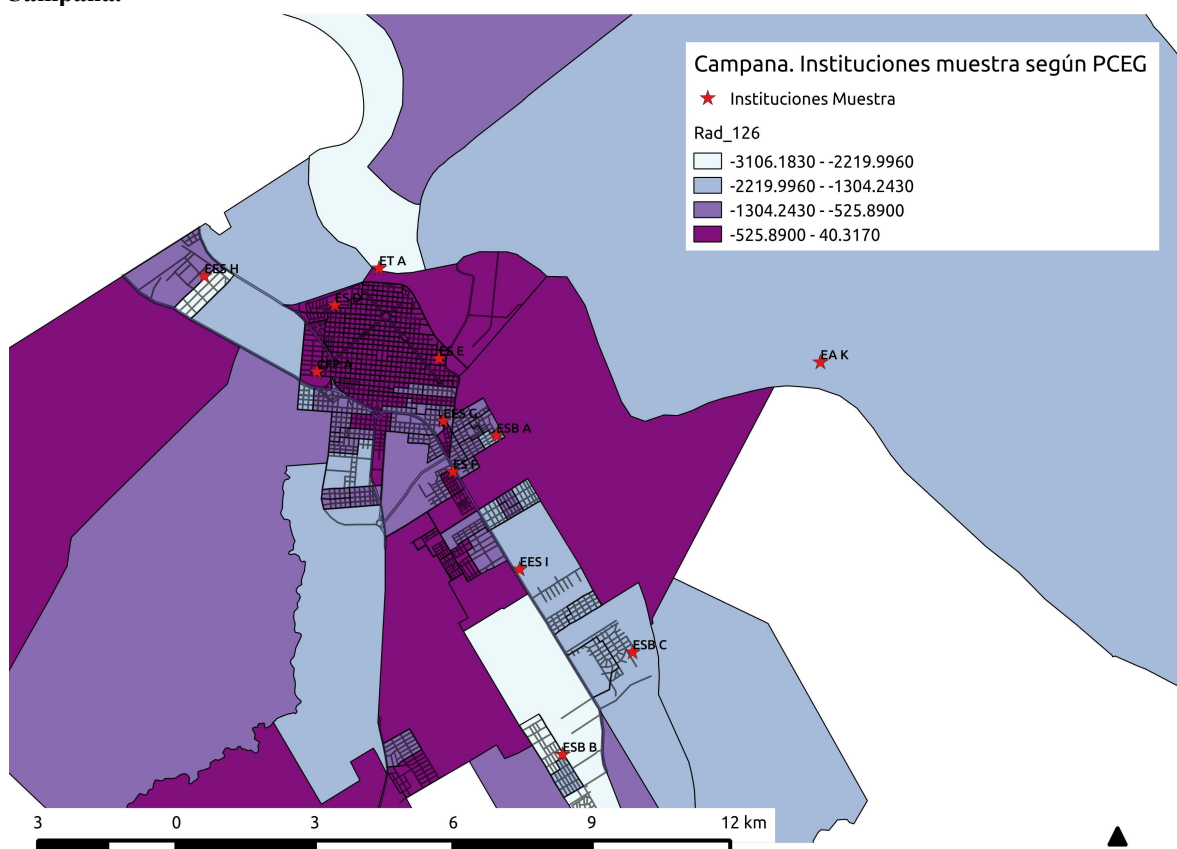 Campana. Instituciones muestra según PCEG
Instituciones Muestra
Rad_126
-3106.1830 - -2219.9960
-2219.9960 - -1304.2430
-1304.2430 - -525.8900
-525.8900 - 40.3170
ET A
EES H
EA K
ES E
EES G
ESB A
ES F
EES I
ESB C
ESB B
3 0 3 6 9 12 km